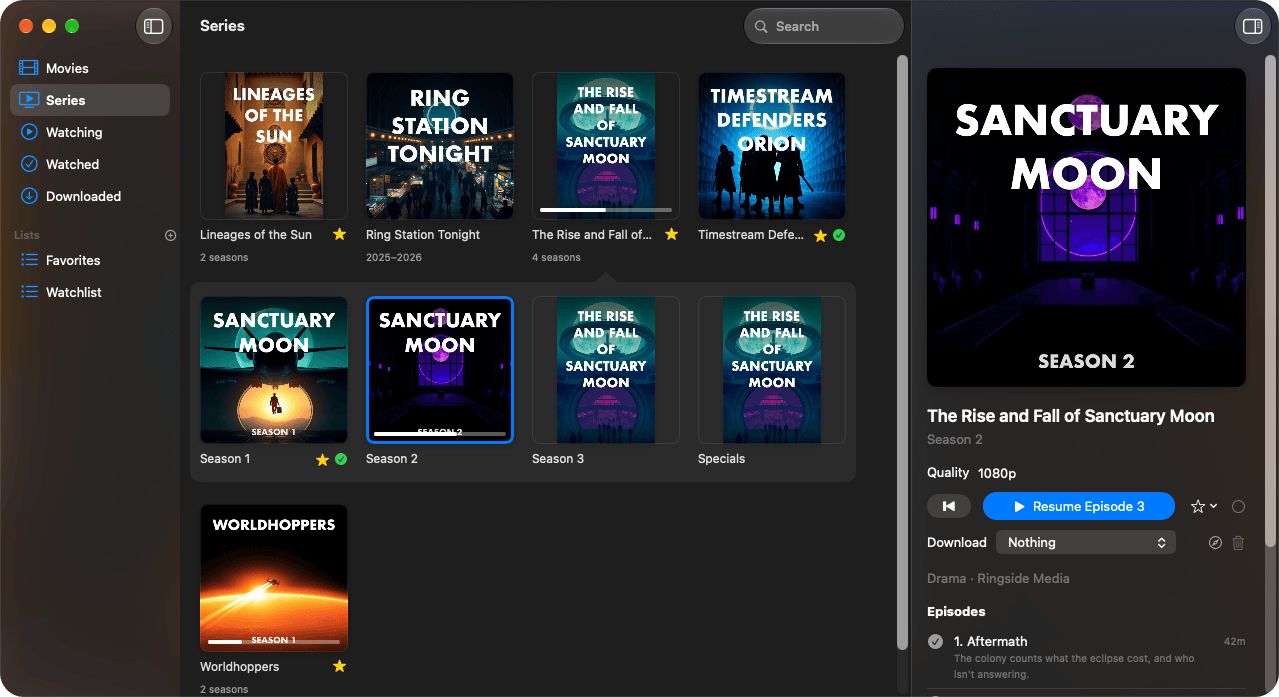 Series
Search
Movies
Series
Watching
Watched
Downloaded
Lists
Favorites
Watchlist
LINEAGES
OF THE
SUN
Lineages of the Sun
2 seasons
RING
STATION
TONIGHT
Ring Station Tonight
2025–2026
THE RISE
AND FALL
OF
SANCTUARY
MOON
The Rise and Fall of...
4 seasons
TIMESTREAM
DEFENDERS
ORION
Timestream Defe...
SANCTUARY
MOON
SEASON 1
Season 1
SANCTUARY
MOON
SEASON 2
Season 2
THE RISE
AND FALL
OF
SANCTUARY
MOON
Season 3
THE RISE
AND FALL
OF
SANCTUARY
MOON
Specials
WORLDHOPPERS
SEASON 1
Worldhoppers
2 seasons
SANCTUARY
MOON
SEASON 2
The Rise and Fall of Sanctuary Moon
Season 2
Quality 1080p
Resume Episode 3
Download Nothing
Drama · Ringside Media
Episodes
1. Aftermath 42m
The colony counts what the eclipse cost, and who
isn't answering.